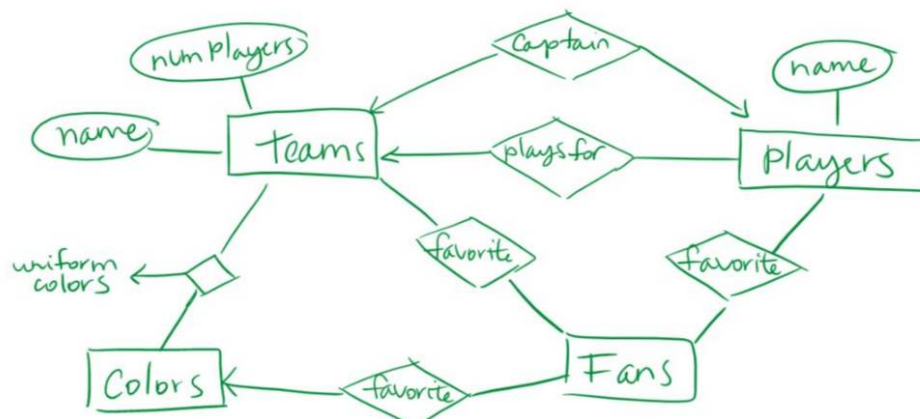 numPlayers
Captain
name
name
Teams
plays for
Players
favorite
favorite
uniform
colors
Colors
favorite
Fans